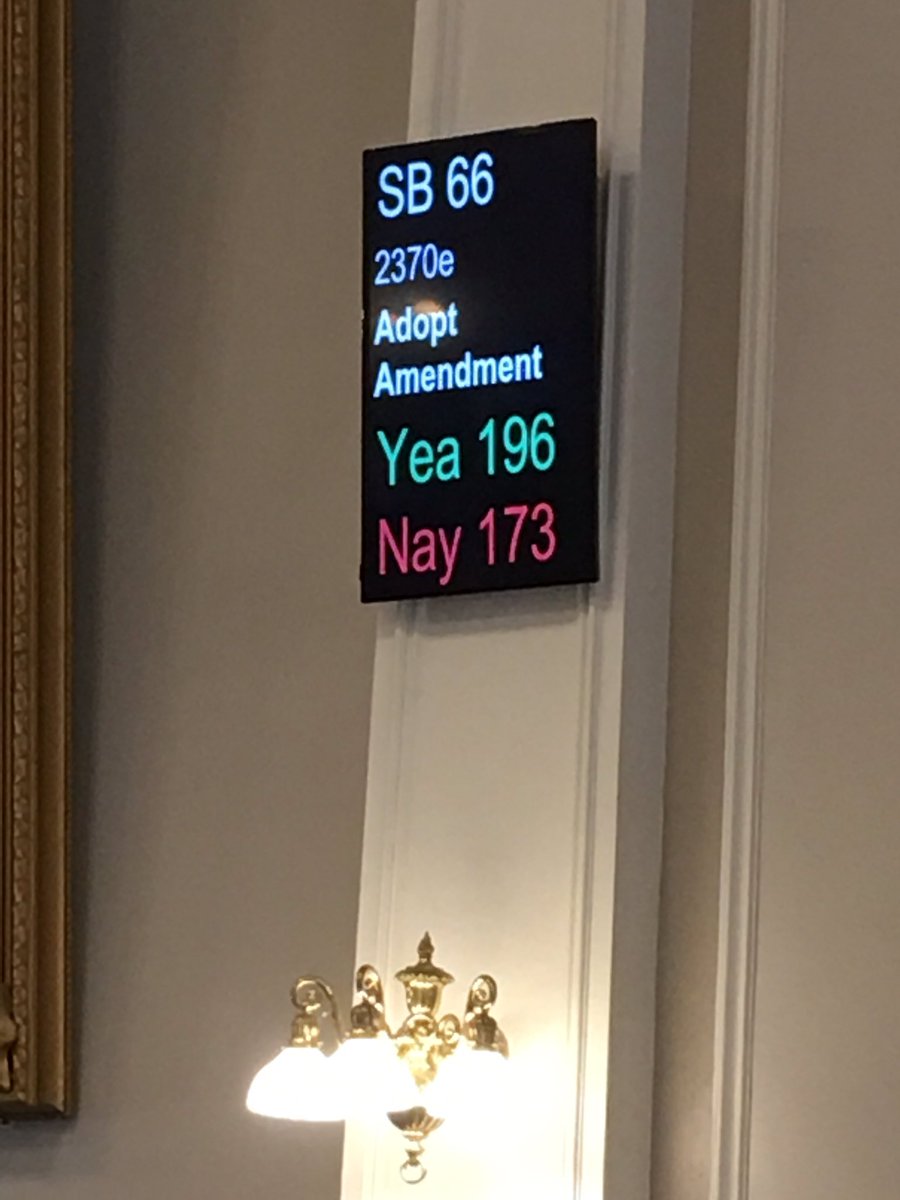 SB 66
2370e
Adopt
Amendment
Yea 196
Nay 173